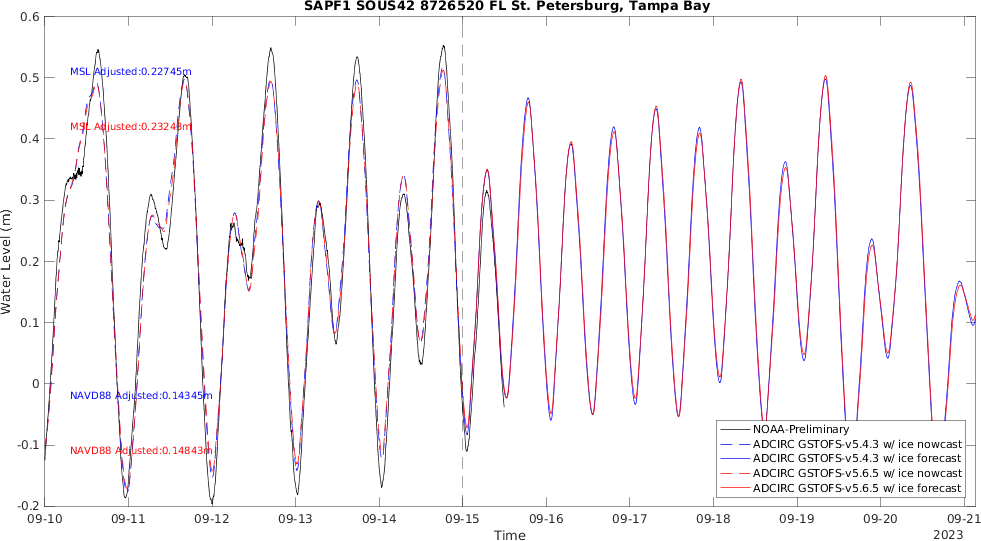 SAPF1 SOUS42 8726520 FL St. Petersburg, Tampa Bay
0.6
0.5
0.4
0.3
0.2
0.1
0
-0.1
-0.2
Water Level (m)
MSL Adjusted:0.22745m
MSL Adjusted:0.23243m
NAVD88 Adjusted:0.14345m
NAVD88 Adjusted:0.14843m
NOAA-Preliminary
ADCIRC GSTOFS-v5.4.3 w/ ice nowcast
ADCIRC GSTOFS-v5.4.3 w/ ice forecast
ADCIRC GSTOFS-v5.6.5 w/ ice nowcast
ADCIRC GSTOFS-v5.6.5 w/ ice forecast
09-10 09-11 09-12 09-13 09-14 09-15 09-16 09-17 09-18 09-19 09-20 09-21
Time
2023